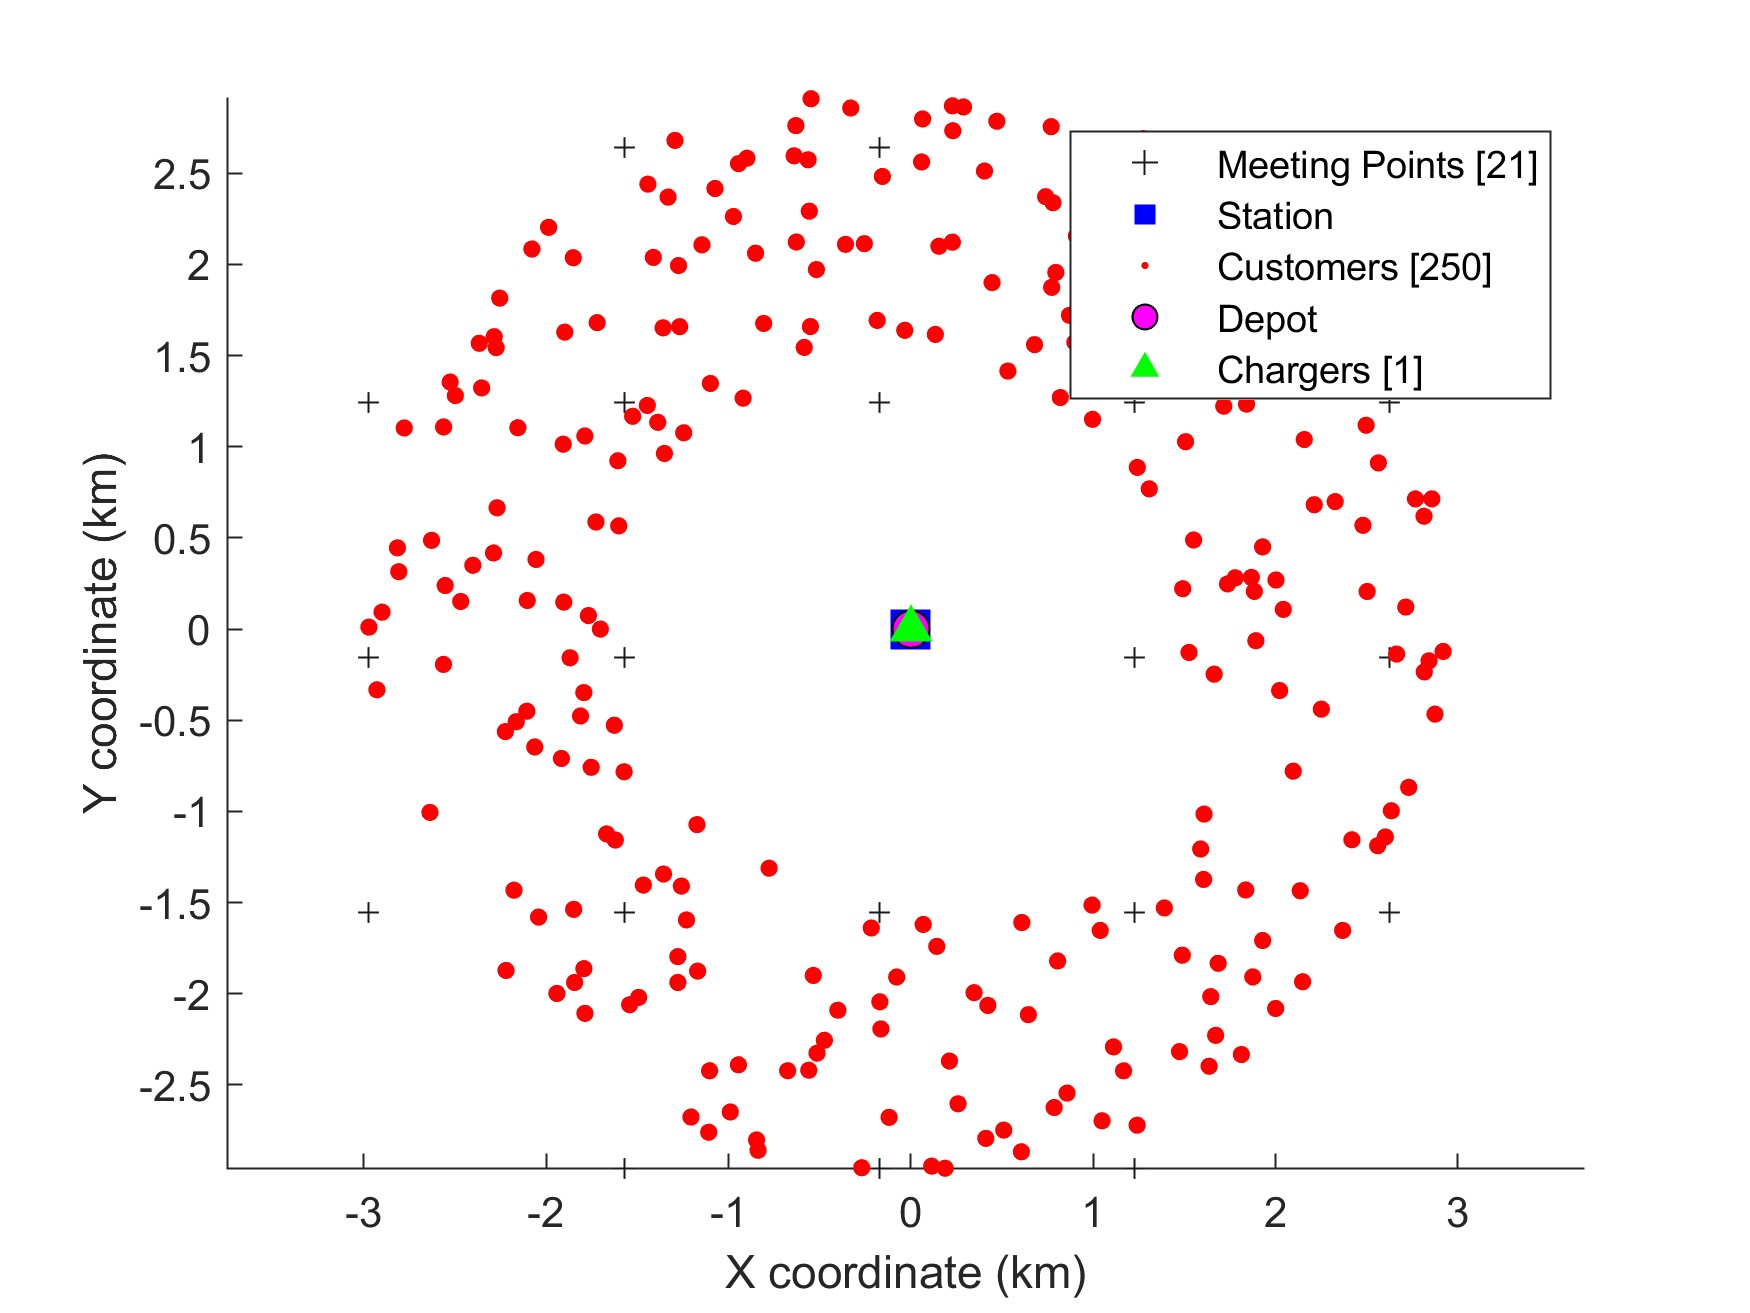 Meeting Points [21]
Station
Customers [250]
Depot
Chargers [1]
2.5
2
1.5
1
0.5
0
-0.5
-1
-1.5
-2
-2.5
Y coordinate (km)
-3 -2 -1 0 1 2 3
X coordinate (km)